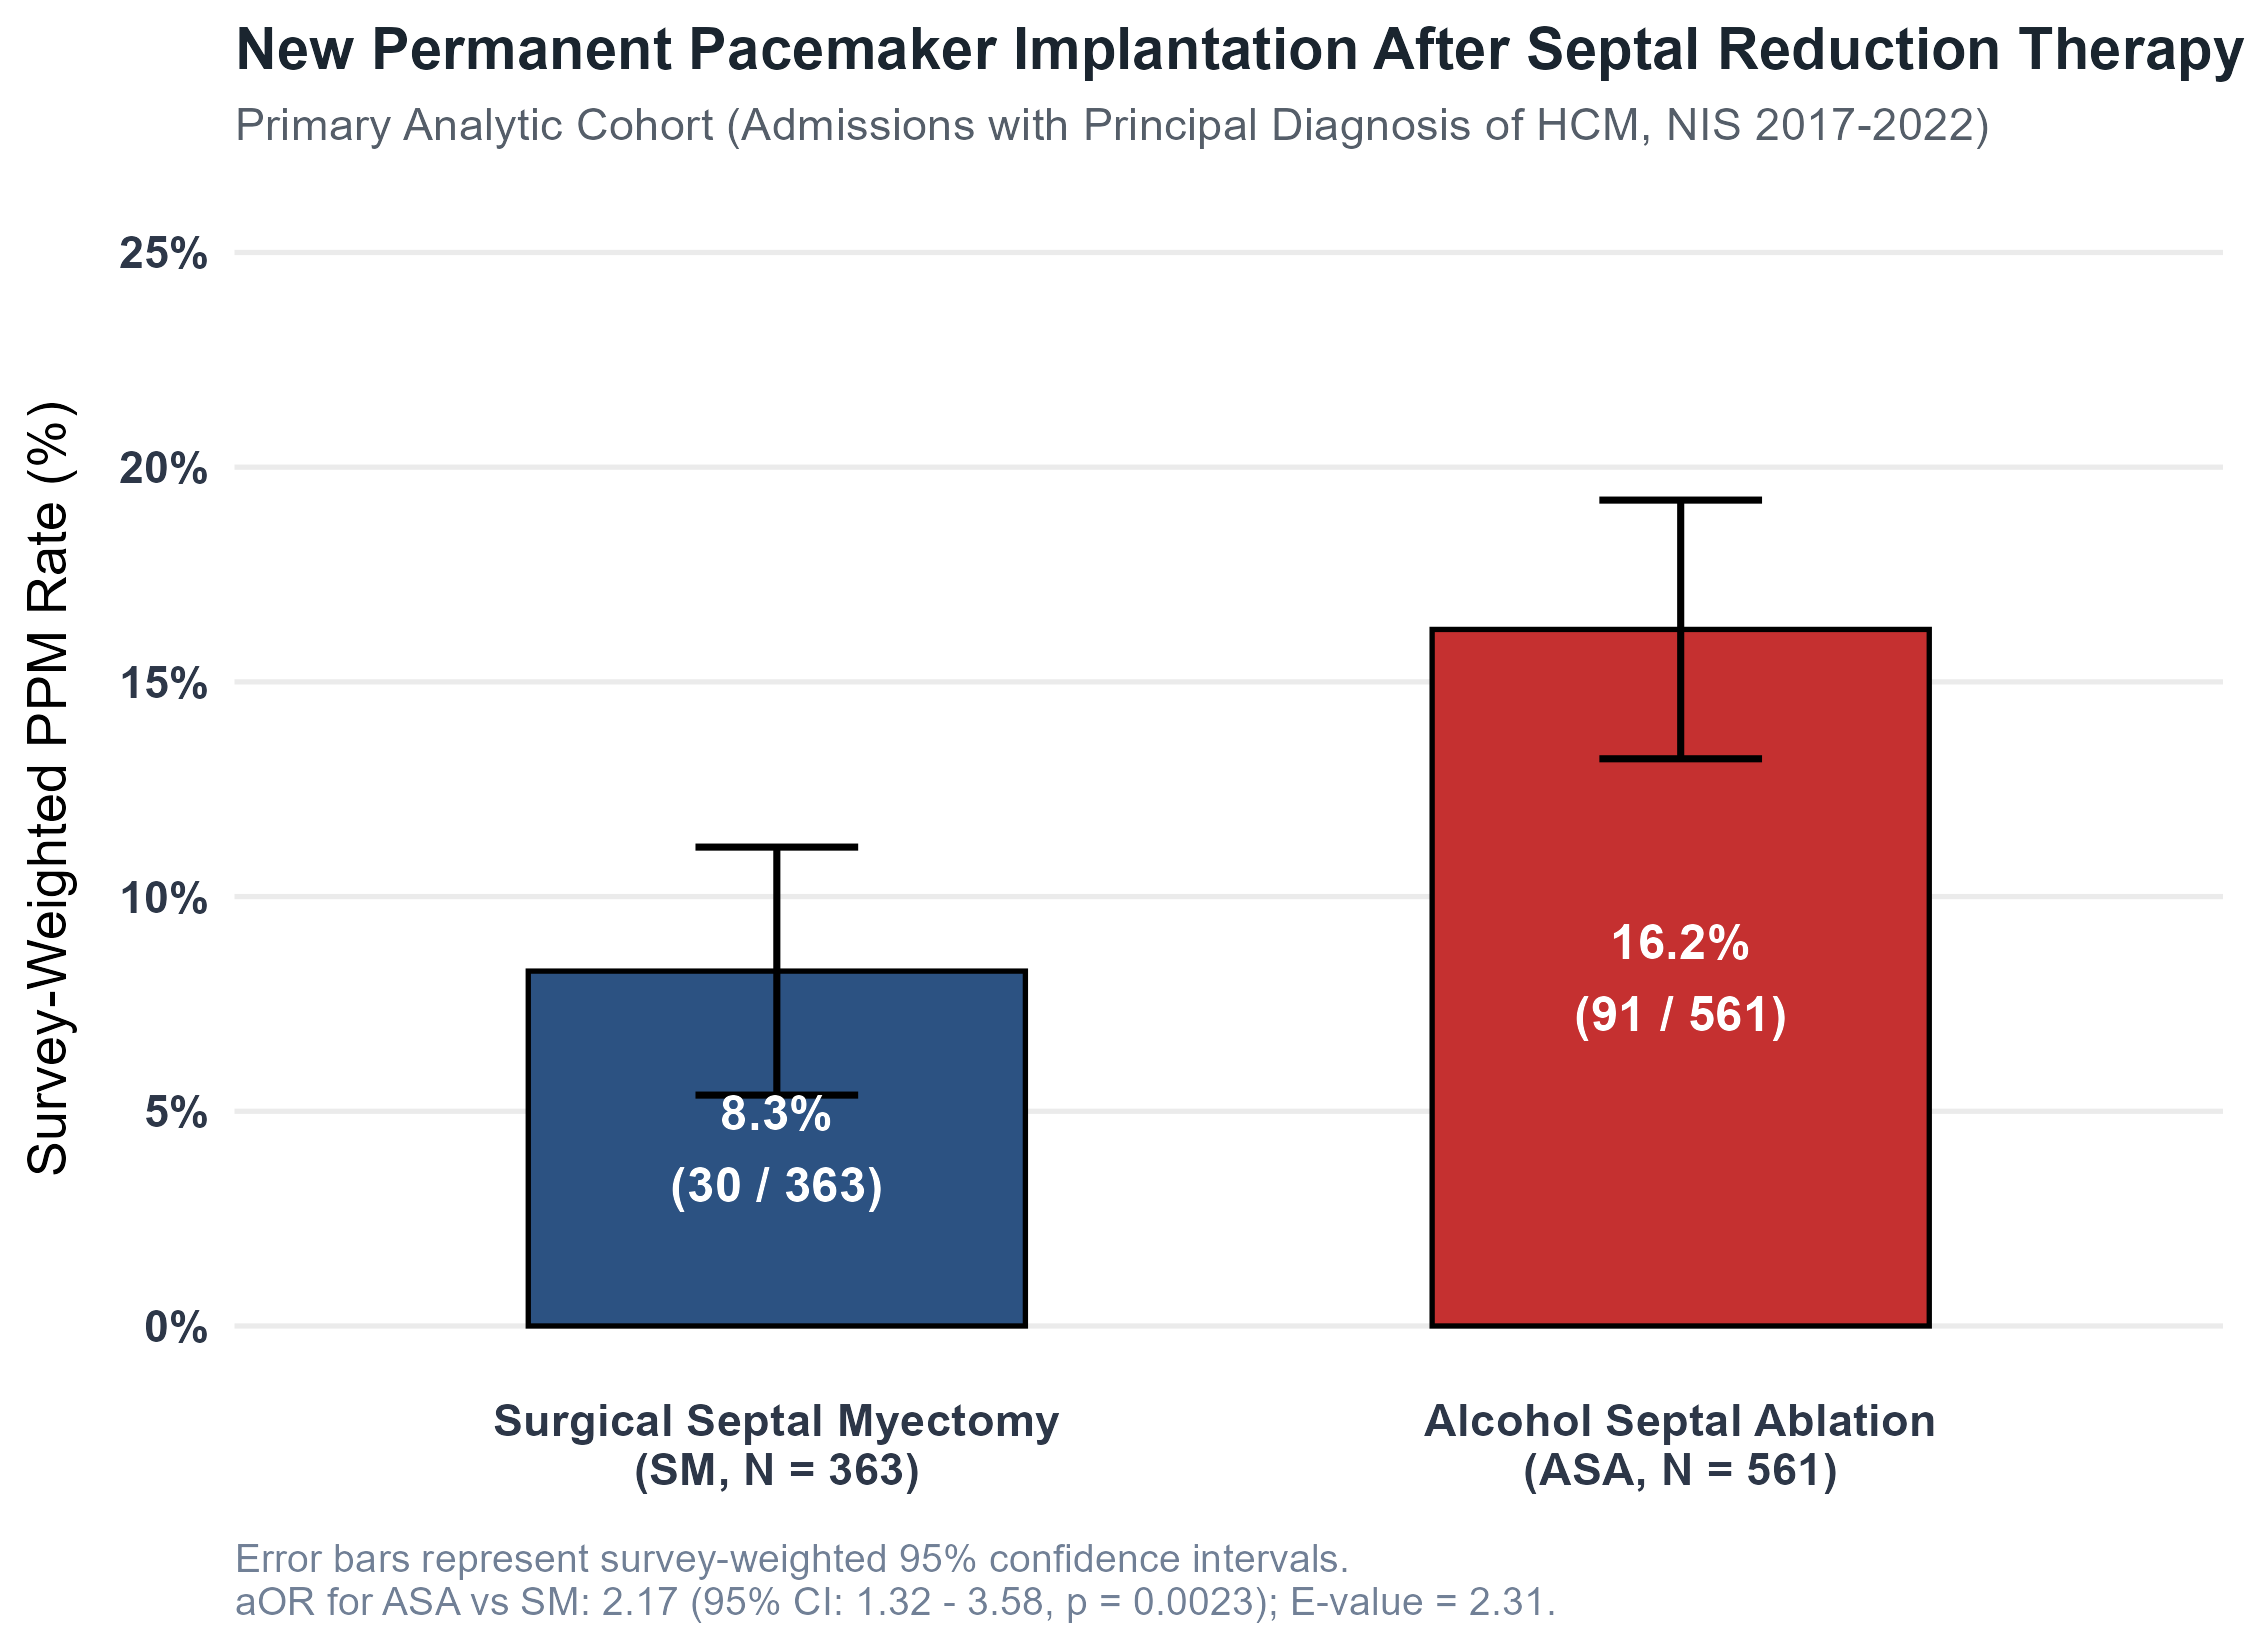 New Permanent Pacemaker Implantation After Septal Reduction Therapy
Primary Analytic Cohort (Admissions with Principal Diagnosis of HCM, NIS 2017-2022)
Survey-Weighted PPM Rate (%)
25%
20%
15%
10%
5%
0%
8.3%
(30 / 363)
16.2%
(91 / 561)
Surgical Septal Myectomy
(SM, N = 363)
Alcohol Septal Ablation
(ASA, N = 561)
Error bars represent survey-weighted 95% confidence intervals.
aOR for ASA vs SM: 2.17 (95% CI: 1.32 - 3.58, p = 0.0023); E-value = 2.31.